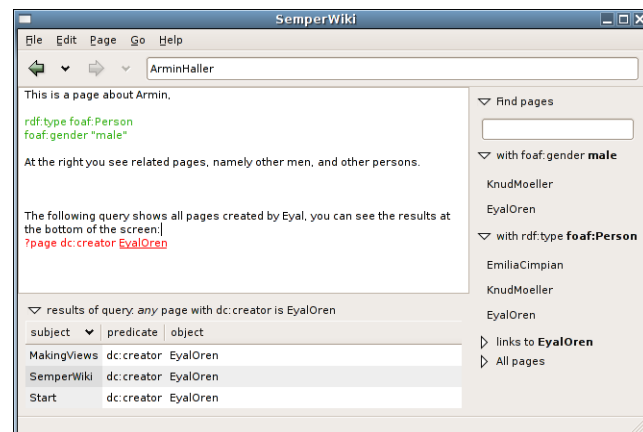 SemperWiki
File Edit Page Go Help
ArminHaller
This is a page about Armin,
rdf:type foaf:Person
foaf:gender "male"
At the right you see related pages, namely other men, and other persons.
The following query shows all pages created by Eyal, you can see the results at
the bottom of the screen:
?page dc:creator EyalOren
results of query: any page with dc:creator is EyalOren
subject predicate object
MakingViews dc:creator EyalOren
SemperWiki dc:creator EyalOren
Start dc:creator EyalOren
Find pages
with foaf:gender male
KnudMoeller
EyalOren
with rdf:type foaf:Person
EmiliaCimpian
KnudMoeller
EyalOren
links to EyalOren
All pages